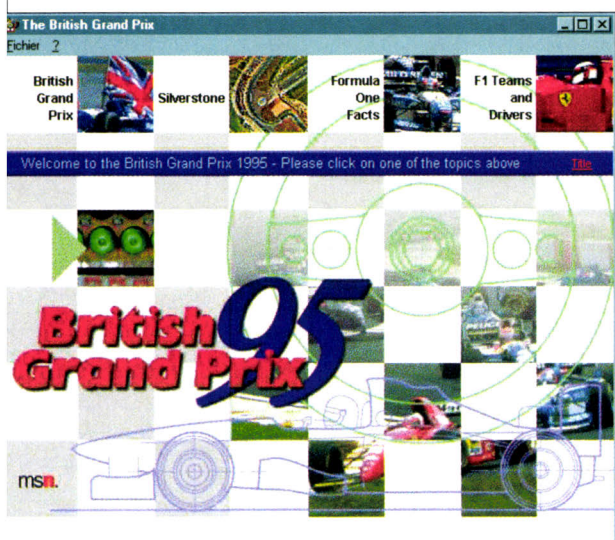 The British Grand Prix
Fichier ?
British
Grand
Prix
Silverstone
Formula
One
Facts
F1 Teams
and
Drivers
Welcome to the British Grand Prix 1995 - Please click on one of the topics above
Title
British 95
Grand Prix
PEUGE
msn.